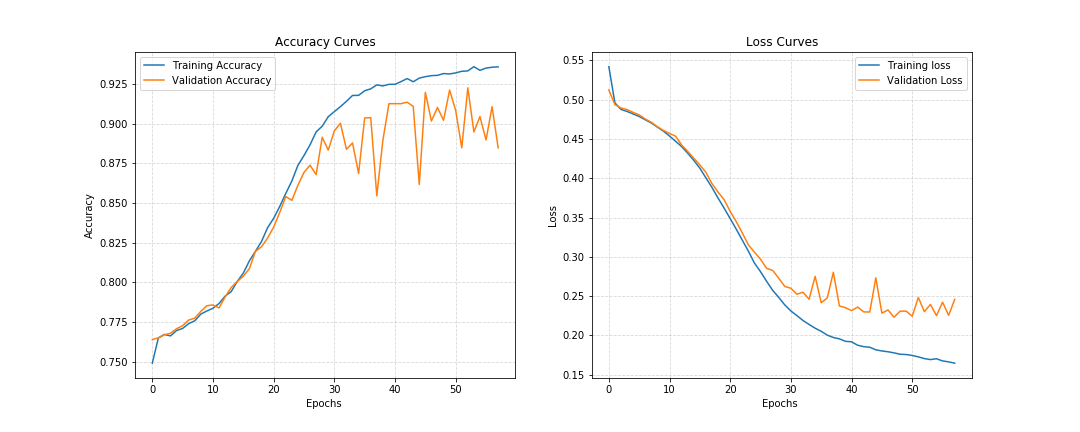 Accuracy Curves
Training Accuracy
Validation Accuracy
0.925
0.900
0.875
0.850
0.825
0.800
0.775
0.750
Accuracy
0 10 20 30 40 50
Epochs
Loss Curves
Training loss
Validation Loss
0.55
0.50
0.45
0.40
0.35
0.30
0.25
0.20
0.15
Loss
0 10 20 30 40 50
Epochs